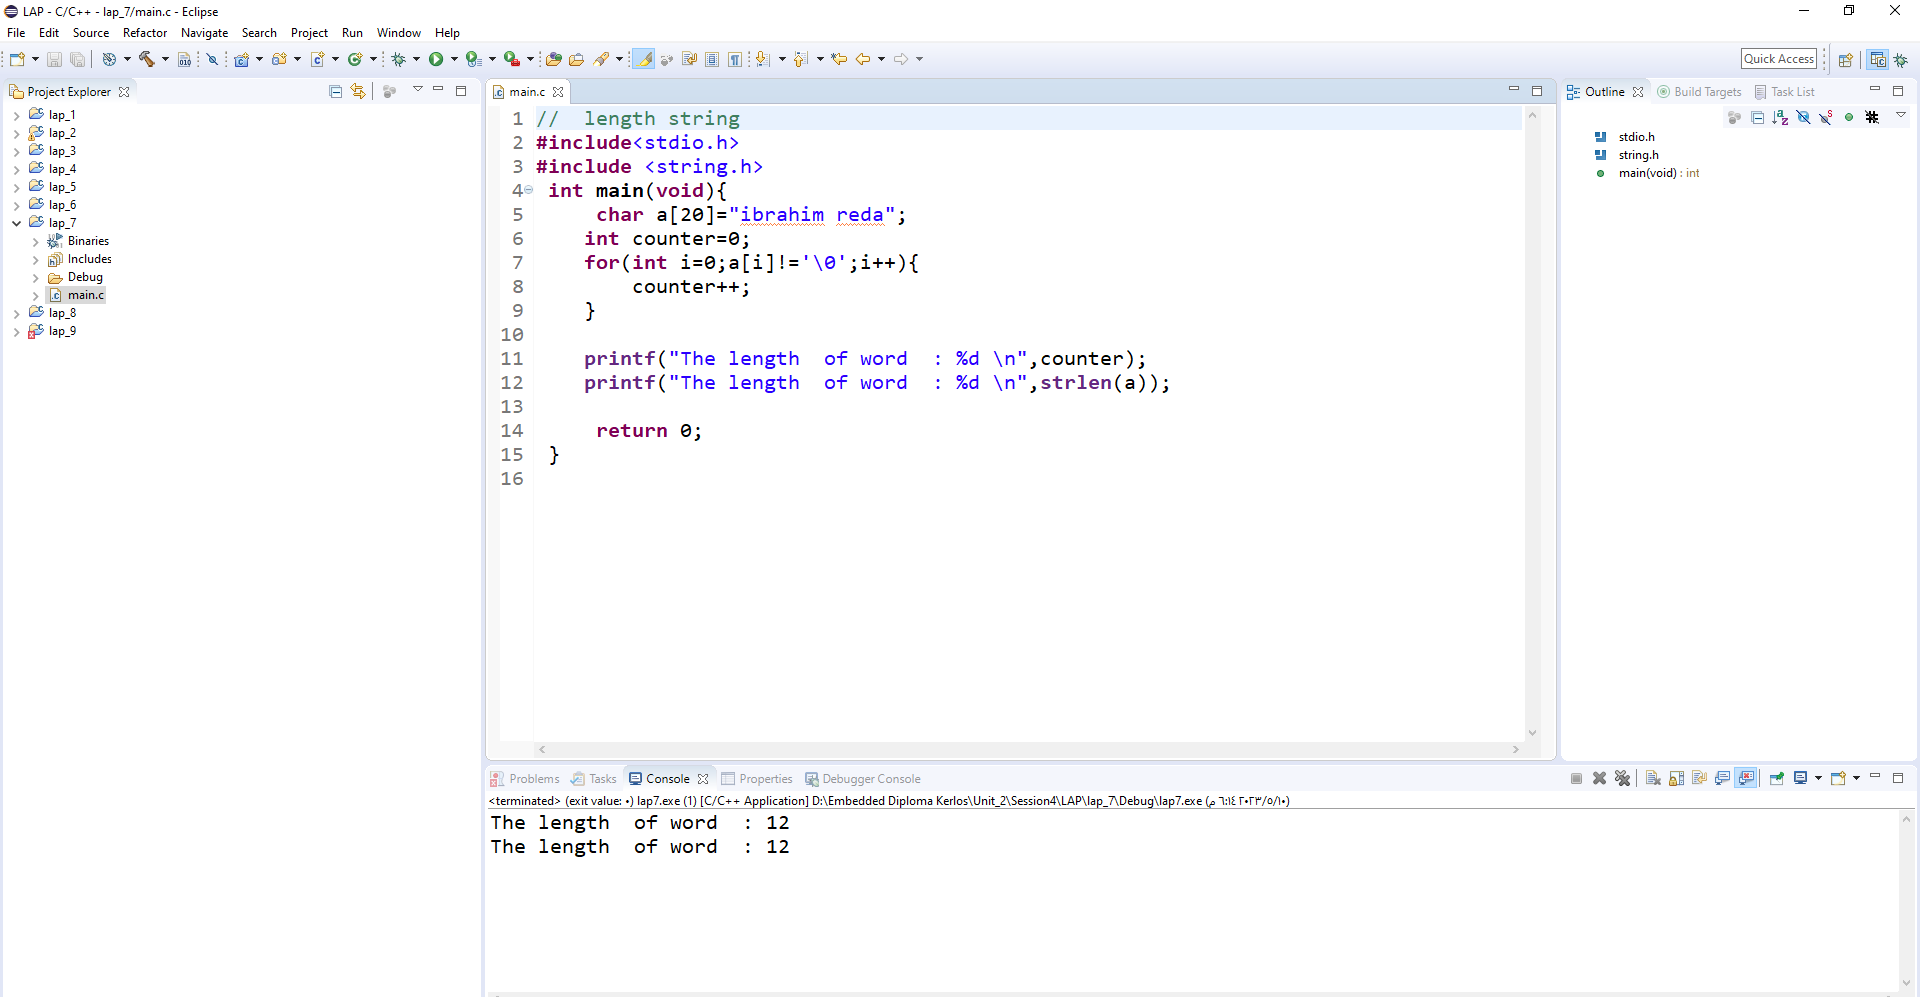 LAP - C/C++ - lap_7/main.c - Eclipse
File Edit Source Refactor Navigate Search Project Run Window Help
Quick Access
Project Explorer
lap_1
lap_2
lap_3
lap_4
lap_5
lap_6
lap_7
Binaries
Includes
Debug
main.c
lap_8
lap_9
main.c
1 //  length string
2 #include<stdio.h>
3 #include <string.h>
4 int main(void){
5     char a[20]="ibrahim reda";
6    int counter=0;
7    for(int i=0;a[i]!='\0';i++){
8        counter++;
9    }
10
11    printf("The length  of word  : %d \n",counter);
12    printf("The length  of word  : %d \n",strlen(a));
13
14     return 0;
15 }
16
Outline Build Targets Task List
stdio.h
string.h
main(void) : int
Problems Tasks Console Properties Debugger Console
<terminated> (exit value: ٠) lap7.exe (1) [C/C++ Application] D:\Embedded Diploma Kerlos\Unit_2\Session4\LAP\lap_7\Debug\lap7.exe (٢٠٢٣/٥/١٠ ٦:١٤ م)
The length  of word  : 12
The length  of word  : 12